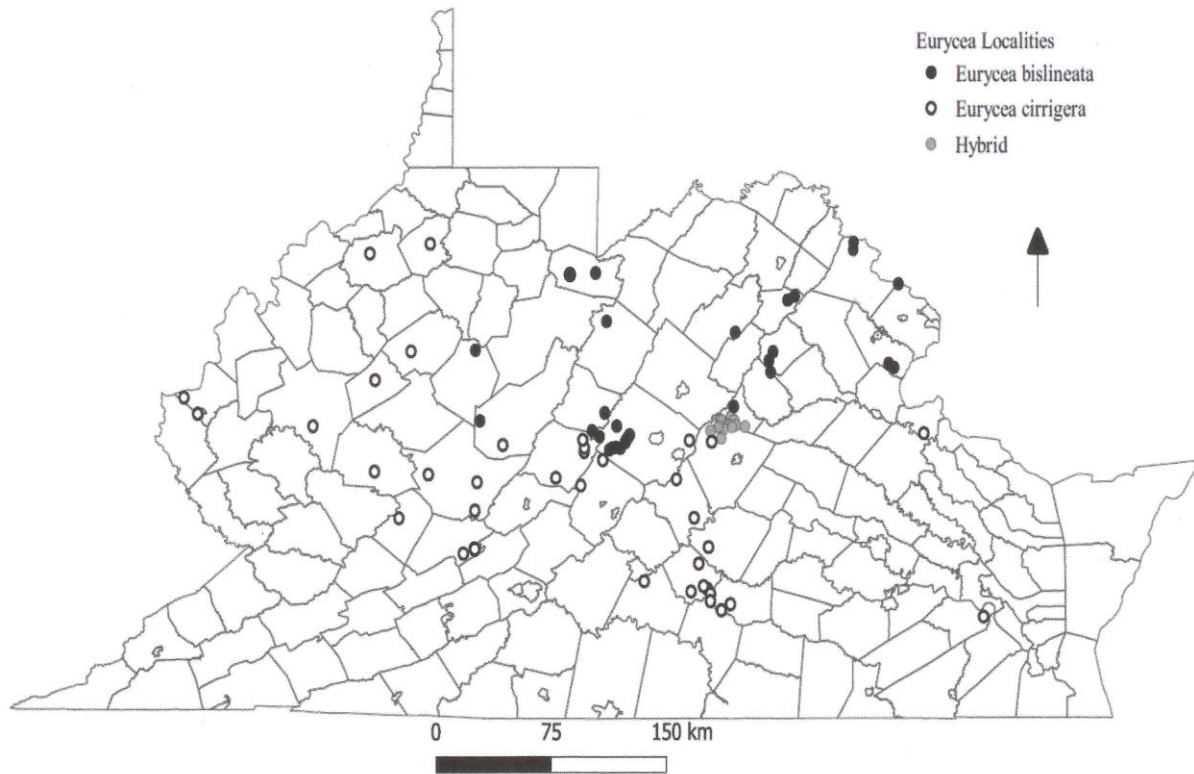 Eurycea Localities
Eurycea bislineata
Eurycea cirrigera
Hybrid
0 75 150 km